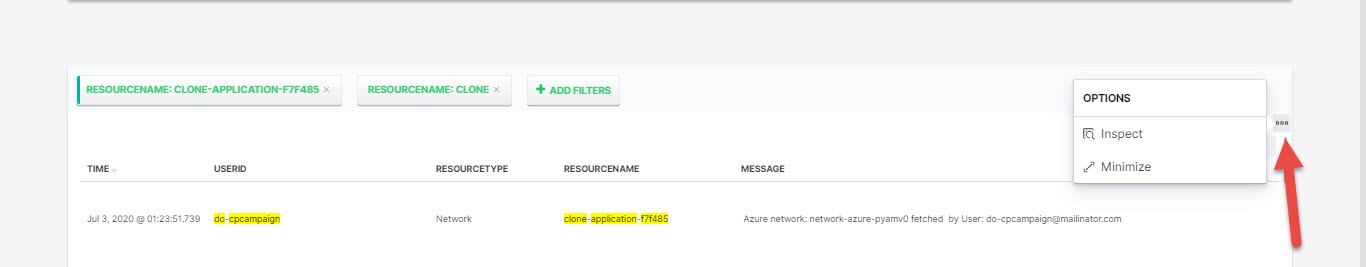 RESOURCENAME: CLONE-APPLICATION-F7F485 × RESOURCENAME: CLONE × + ADD FILTERS
OPTIONS
Inspect
Minimize
TIME USERID RESOURCETYPE RESOURCENAME MESSAGE
Jul 3, 2020 @ 01:23:51.739 do-cpcampaign Network clone-application-f7f485 Azure network: network-azure-pyamv0 fetched by User: do-cpcampaign@mailinator.com